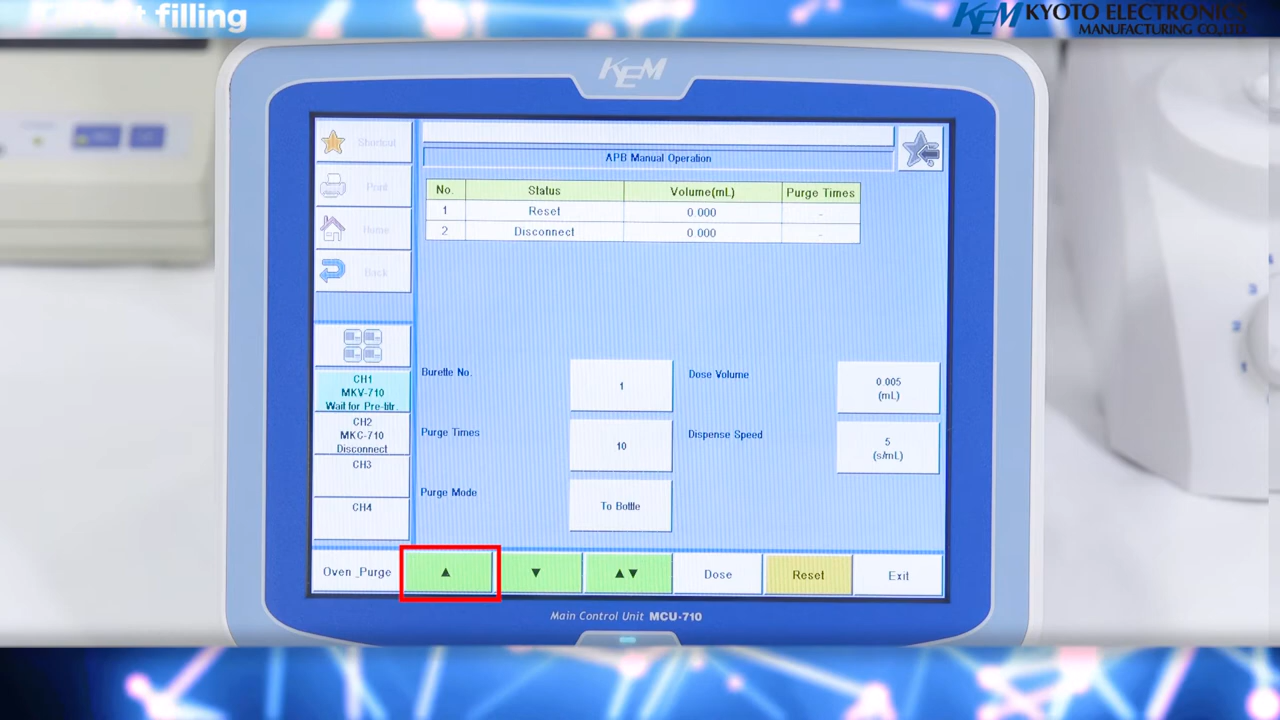 filling
KEM KYOTO ELECTRONICS
MANUFACTURING CO.,LTD.
KEM
Shortcut
Print
Home
Back
APB Manual Operation
No. Status Volume(mL) Purge Times
1 Reset 0.000 -
2 Disconnect 0.000 -
CH1
MKV-710
Wait for Pre-titr.
CH2
MKC-710
Disconnect
CH3
CH4
Burette No. 1 Dose Volume 0.005
(mL)
Purge Times 10 Dispense Speed 5
(s/mL)
Purge Mode To Bottle
Oven_Purge ▲ ▼ ▲▼ Dose Reset Exit
Main Control Unit MCU-710